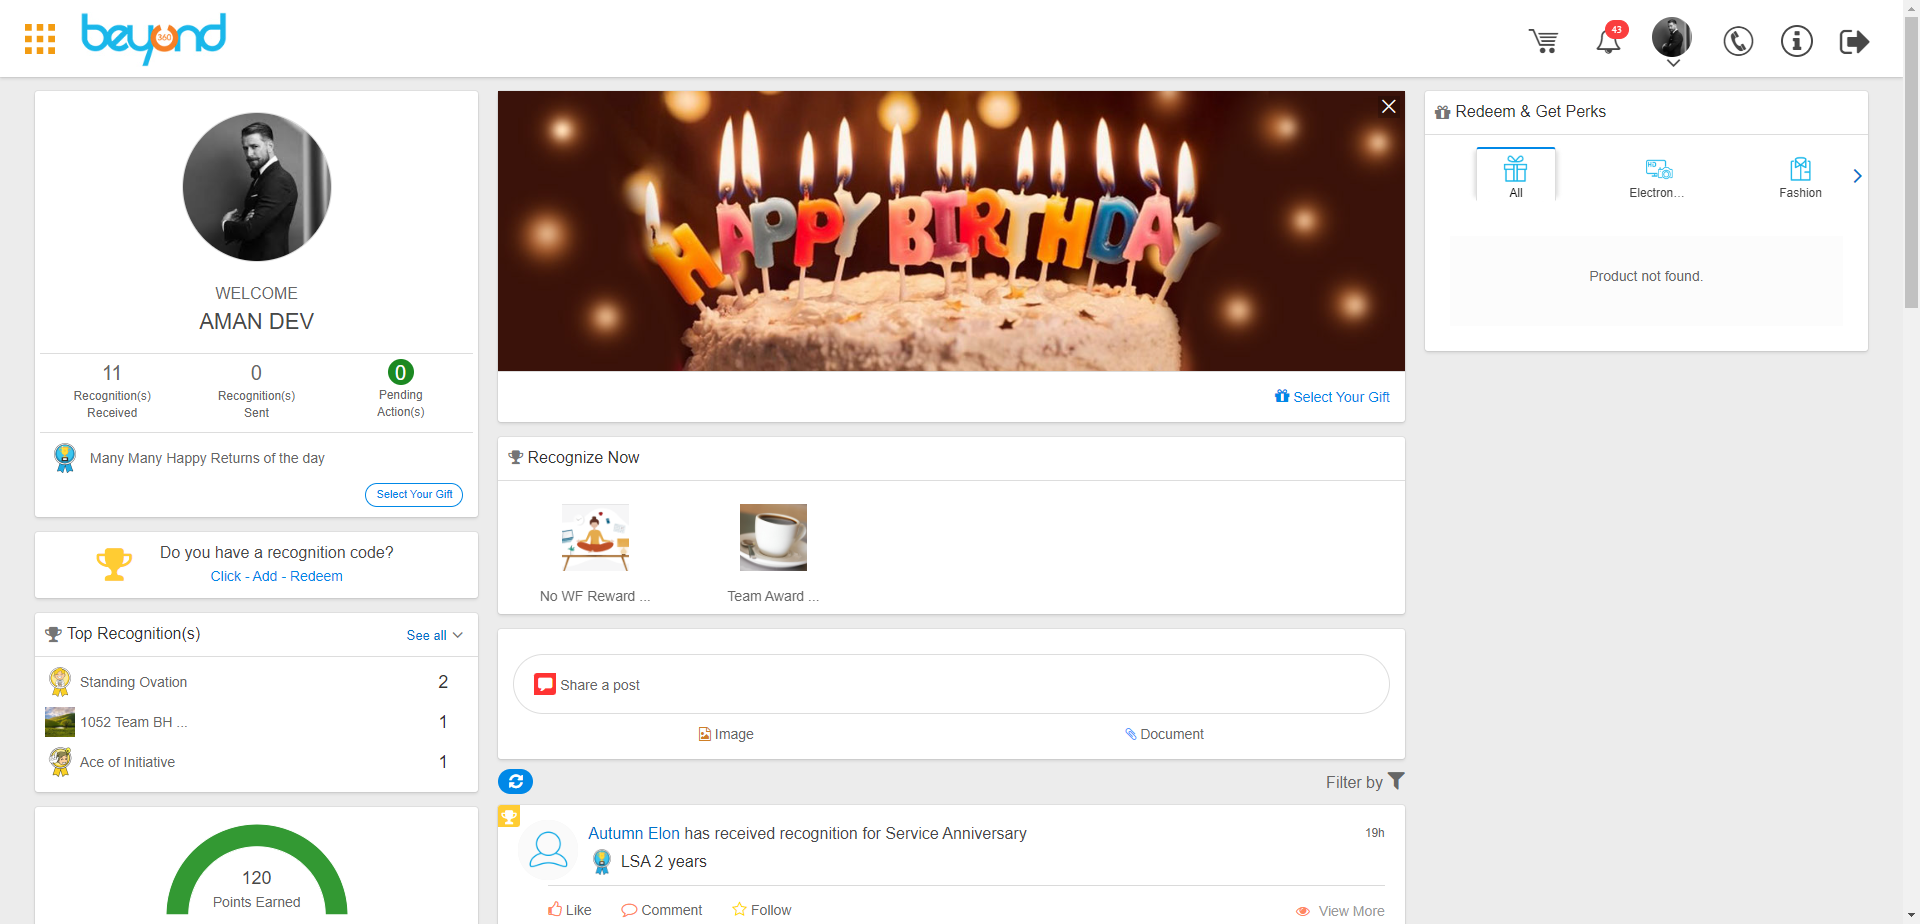 beyond
360
43
WELCOME
AMAN DEV
11
Recognition(s)
Received
0
Recognition(s)
Sent
0
Pending
Action(s)
Many Many Happy Returns of the day
Select Your Gift
Do you have a recognition code?
Click - Add - Redeem
Top Recognition(s)
See all
Standing Ovation 2
1052 Team BH ... 1
Ace of Initiative 1
120
Points Earned
HAPPY BIRTHDAY
Select Your Gift
Recognize Now
No WF Reward ...
Team Award ...
Share a post
Image
Document
Filter by
Autumn Elon has received recognition for Service Anniversary
19h
LSA 2 years
Like
Comment
Follow
View More
Redeem & Get Perks
All
HD
Electron...
Fashion
Product not found.